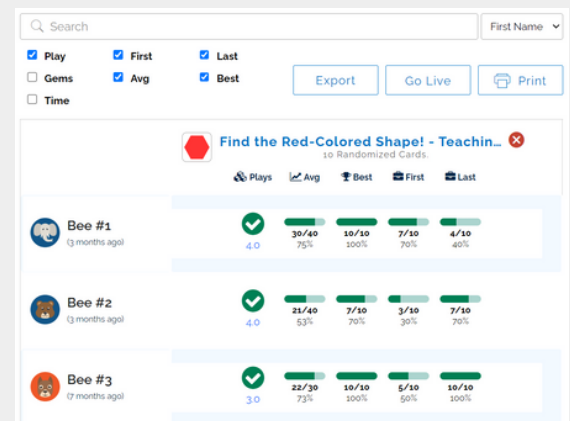 Search
First Name
Play First Last
Gems Avg Best
Time
Export Go Live Print
Find the Red-Colored Shape! - Teachin...
10 Randomized Cards.
Plays Avg Best First Last
Bee #1
(3 months ago)
4.0
30/40 10/10 7/10 4/10
75% 100% 70% 40%
Bee #2
(3 months ago)
4.0
21/40 7/10 3/10 7/10
53% 70% 30% 70%
Bee #3
(7 months ago)
3.0
22/30 10/10 5/10 10/10
73% 100% 50% 100%